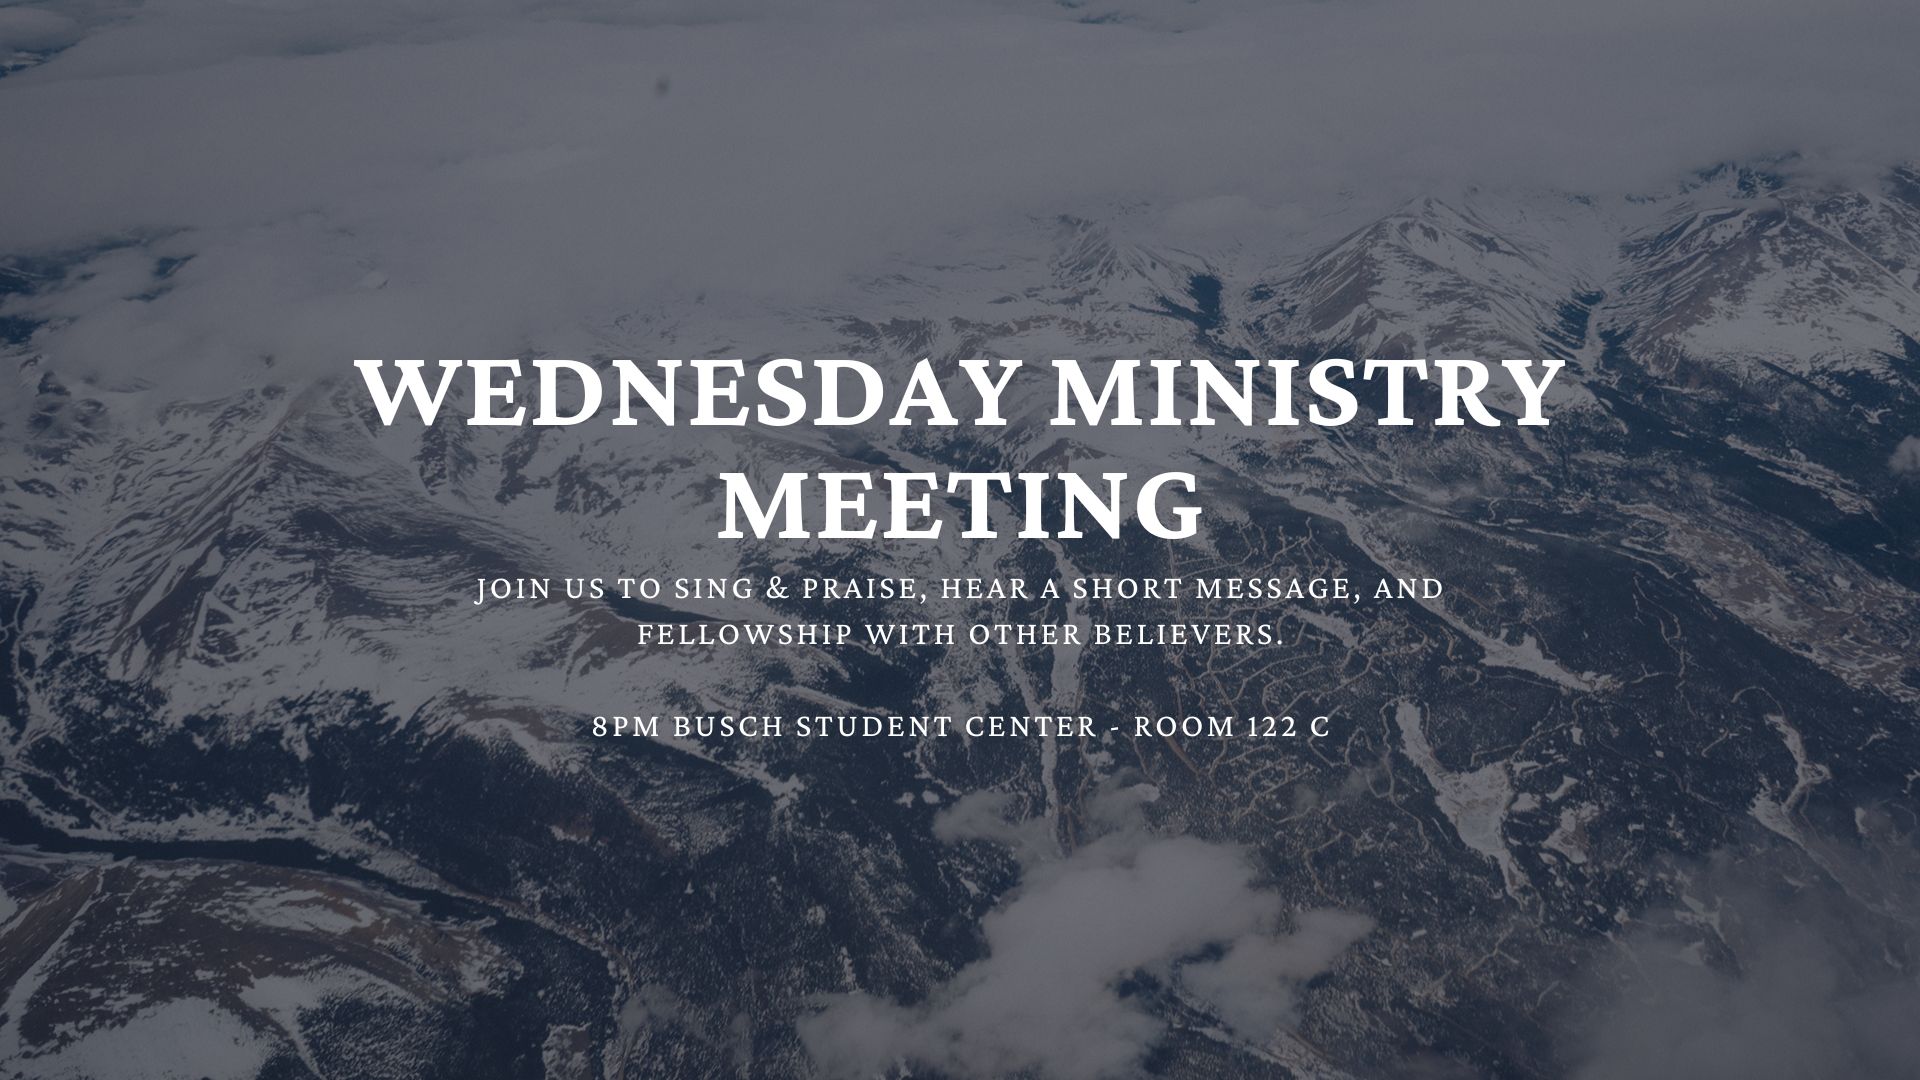 WEDNESDAY MINISTRY
MEETING
JOIN US TO SING & PRAISE, HEAR A SHORT MESSAGE, AND
FELLOWSHIP WITH OTHER BELIEVERS.
8PM BUSCH STUDENT CENTER - ROOM 122 C